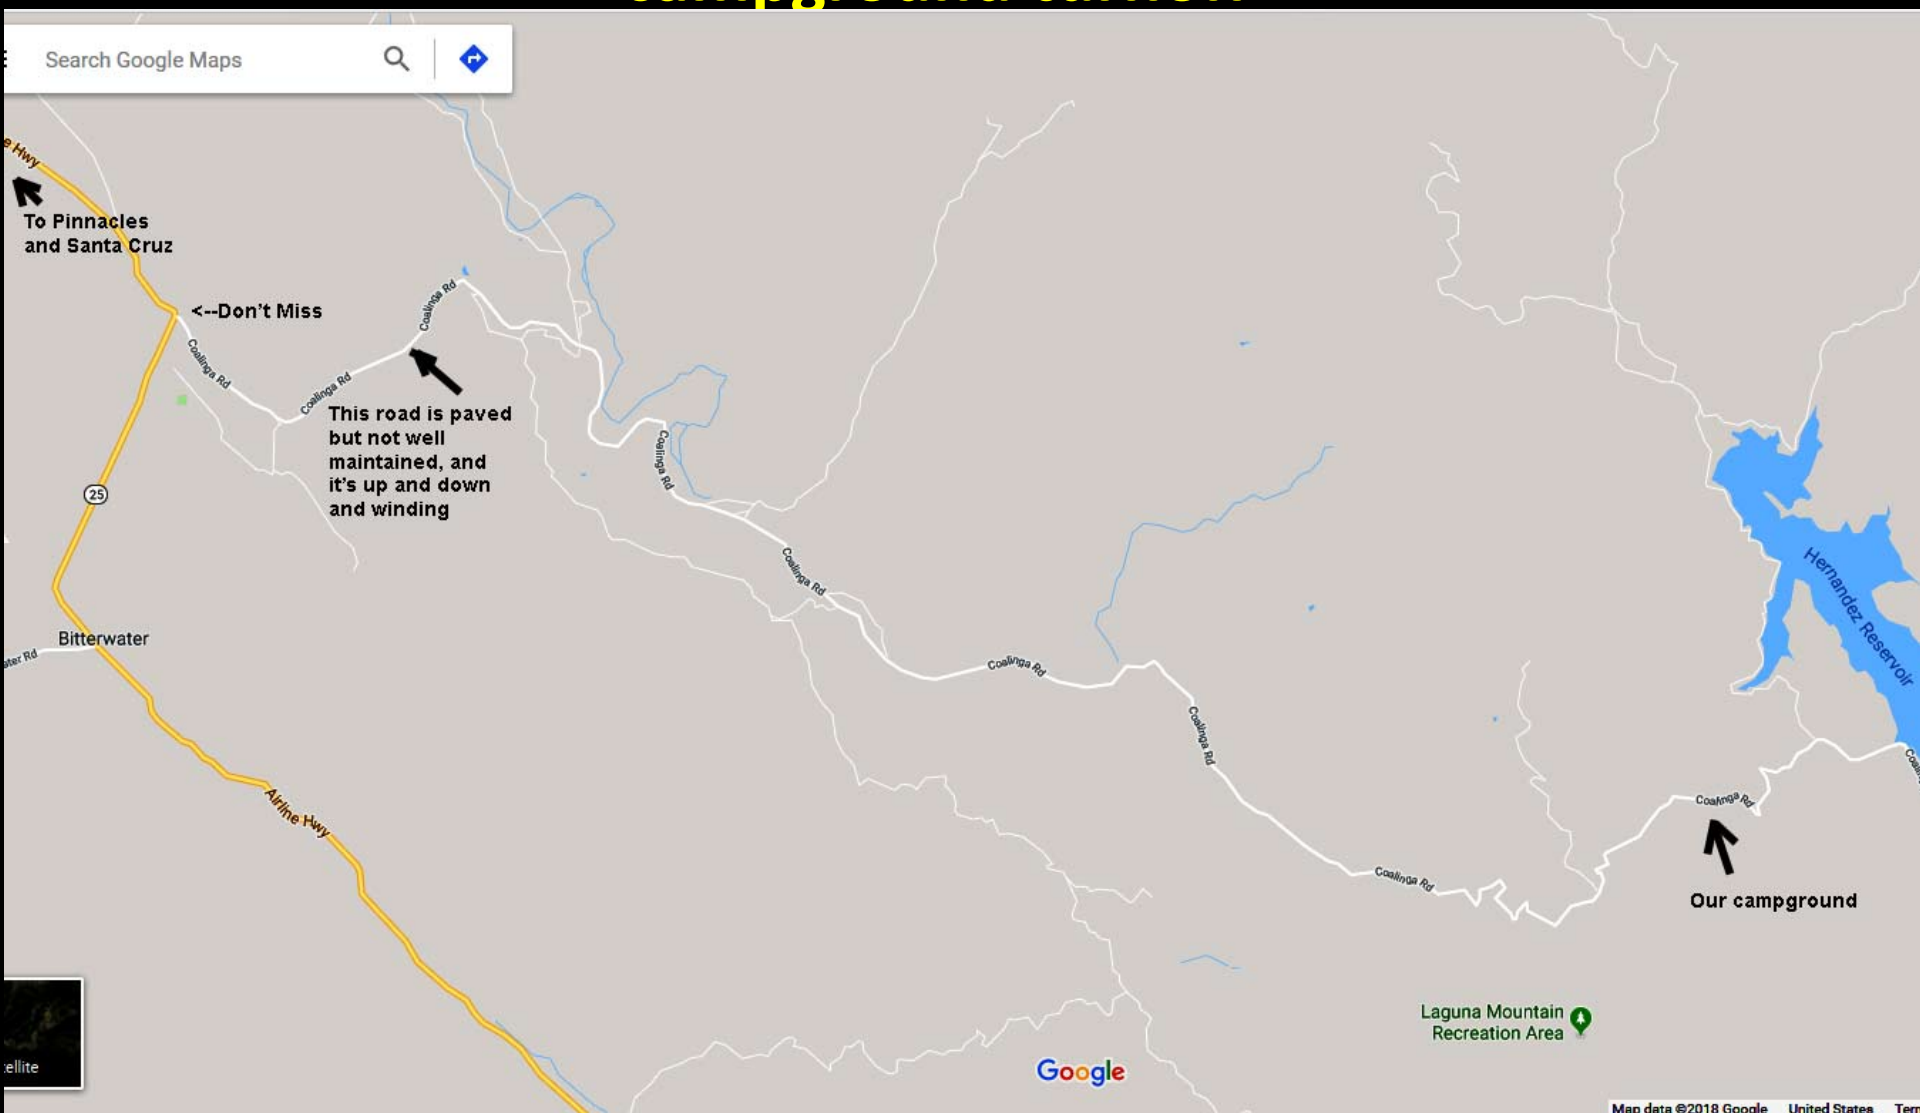 Search Google Maps
e Hwy
To Pinnacles
and Santa Cruz
<--Don't Miss
Coalinga Rd
Coalinga Rd
Coalinga Rd
This road is paved
but not well
maintained, and
it's up and down
and winding
Coalinga Rd
25
Coalinga Rd
Hernandez Reservoir
Bitterwater
ater Rd
Coalinga Rd
Coalinga Rd
Airline Hwy
Coalinga Rd
Coalinga Rd
Our campground
Laguna Mountain
Recreation Area
ellite
Google
Map data ©2018 Google United States